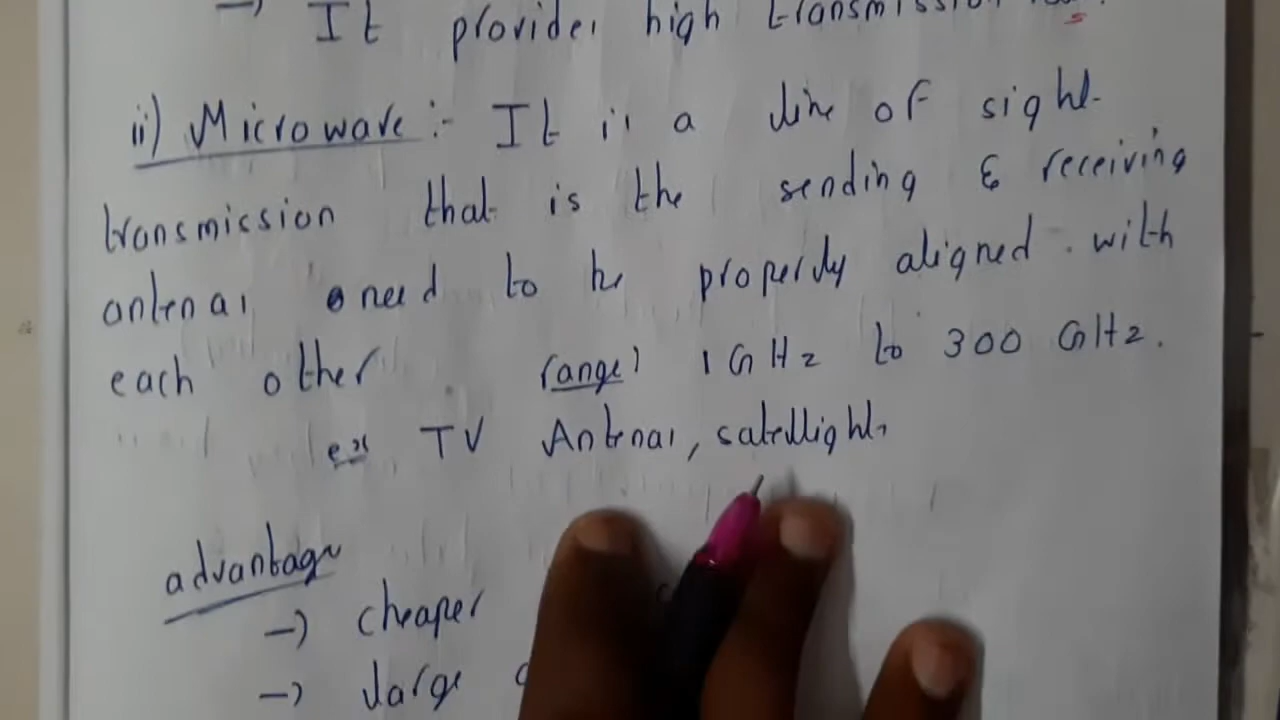 → It provides high transmission
ii) Microwave :- It is a line of sight
transmission that is the sending & receiving
antenas need to be properly aligned with
each other range) 1 GHz to 300 GHz.
ex TV Antenas, satellights
advantage
→ cheaper
→ large